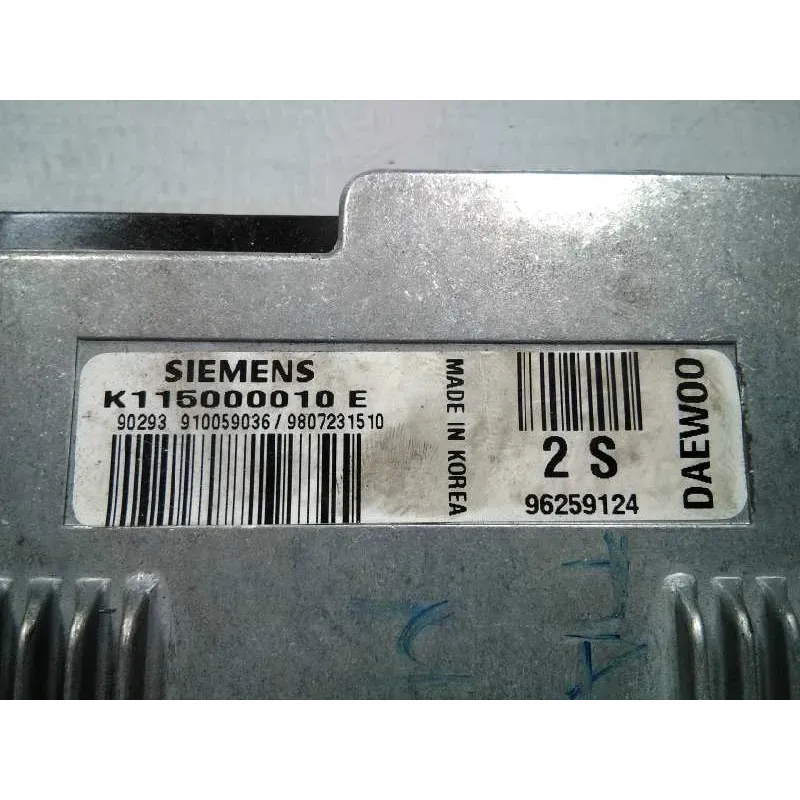 SIEMENS
K115000010 E
90293 910059036/9807231510
MADE IN KOREA
2 S
96259124
DAEWOO